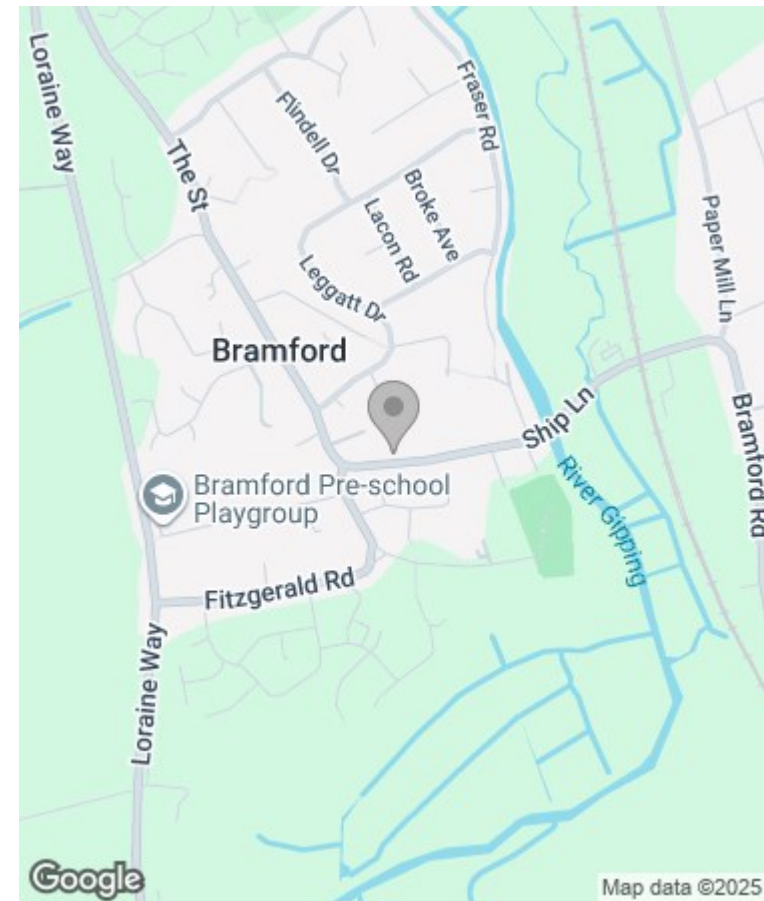 Loraine Way
The St
Flindell Dr
Fraser Rd
Broke Ave
Lacon Rd
Leggatt Dr
Paper Mill Ln
Bramford
Ship Ln
Bramford Rd
Bramford Pre-school
Playgroup
River Gipping
Fitzgerald Rd
Loraine Way
Google
Map data ©2025